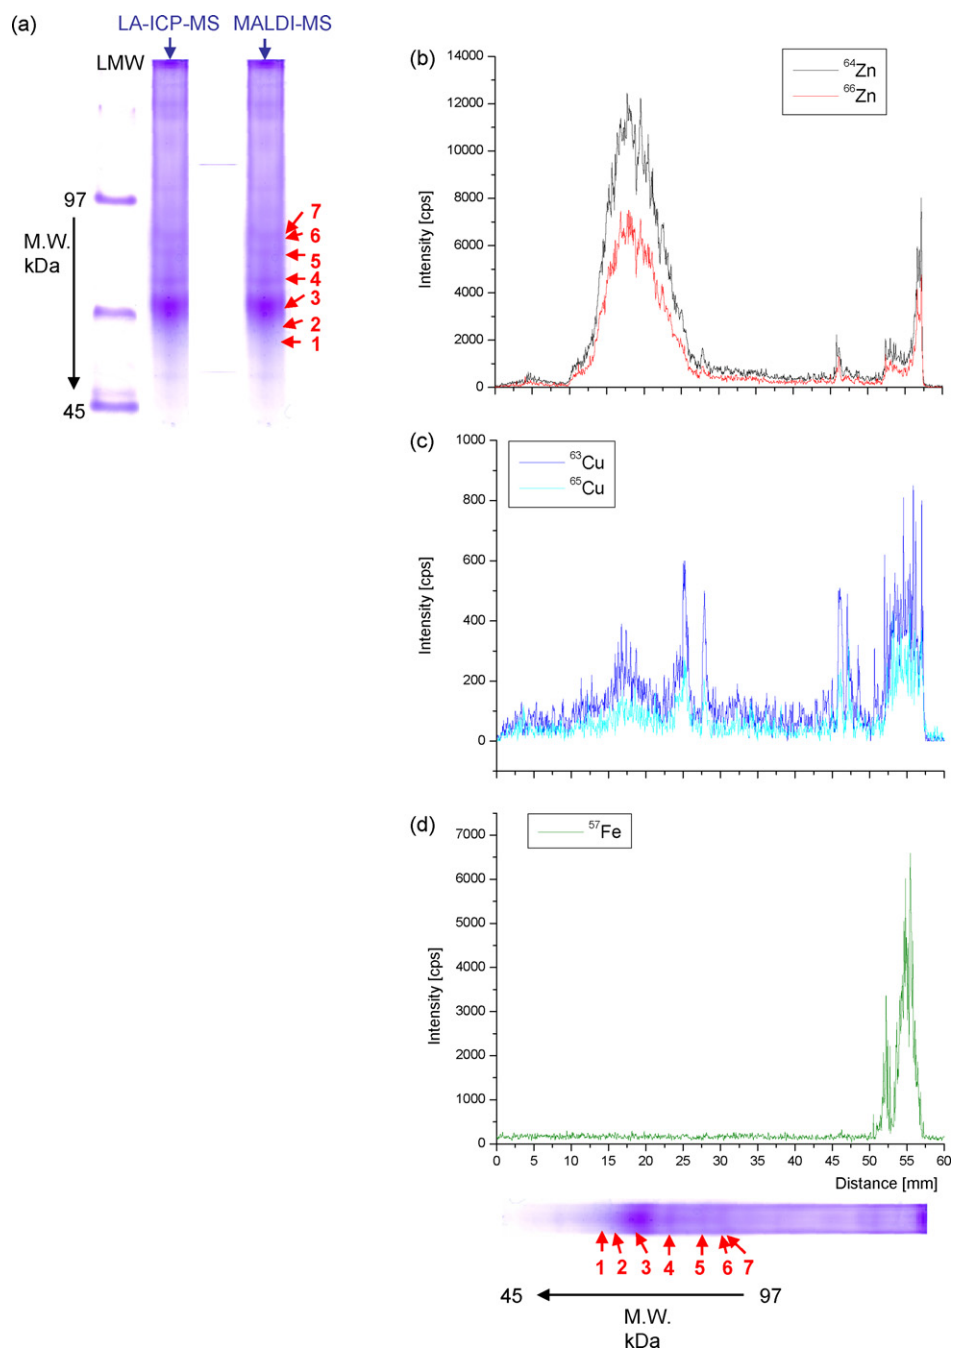 (a)
LA-ICP-MS MALDI-MS
LMW
97
M.W.
kDa
45
7
6
5
4
3
2
1
(b)
64Zn
66Zn
14000
12000
10000
8000
6000
4000
2000
0
Intensity [cps]
(c)
63Cu
65Cu
1000
800
600
400
200
0
Intensity [cps]
(d)
57Fe
7000
6000
5000
4000
3000
2000
1000
0
Intensity [cps]
0 5 10 15 20 25 30 35 40 45 50 55 60
Distance [mm]
1 2 3 4 5 6 7
45 97
M.W.
kDa